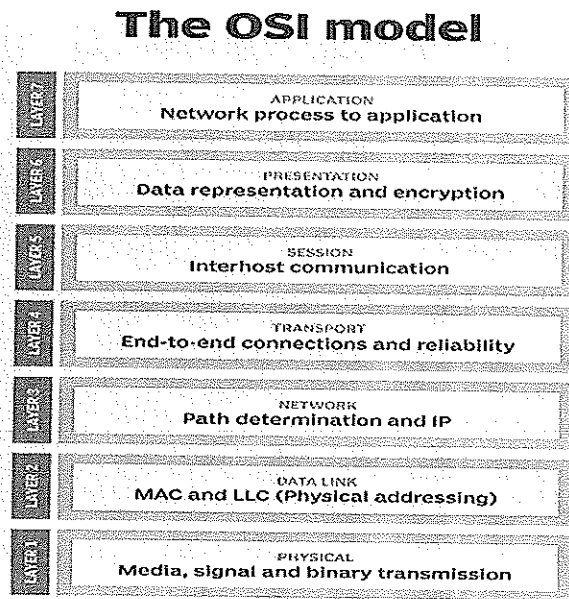 The OSI model
LAYER 7
APPLICATION
Network process to application
LAYER 6
PRESENTATION
Data representation and encryption
LAYER 5
SESSION
Interhost communication
LAYER 4
TRANSPORT
End-to-end connections and reliability
LAYER 3
NETWORK
Path determination and IP
LAYER 2
DATA LINK
MAC and LLC (Physical addressing)
LAYER 1
PHYSICAL
Media, signal and binary transmission